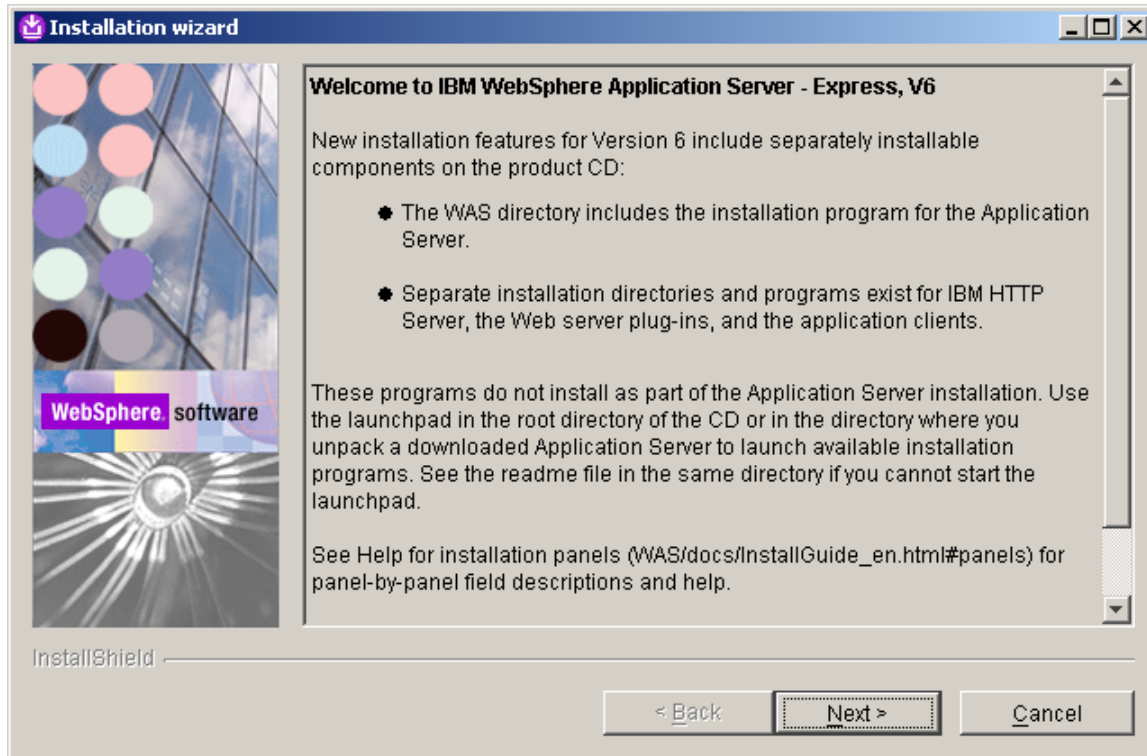 Installation wizard
Welcome to IBM WebSphere Application Server - Express, V6
New installation features for Version 6 include separately installable
components on the product CD:
● The WAS directory includes the installation program for the Application
Server.
● Separate installation directories and programs exist for IBM HTTP
Server, the Web server plug-ins, and the application clients.
These programs do not install as part of the Application Server installation. Use
the launchpad in the root directory of the CD or in the directory where you
unpack a downloaded Application Server to launch available installation
programs. See the readme file in the same directory if you cannot start the
launchpad.
See Help for installation panels (WAS/docs/InstallGuide_en.html#panels) for
panel-by-panel field descriptions and help.
WebSphere. software
InstallShield
< Back
Next >
Cancel